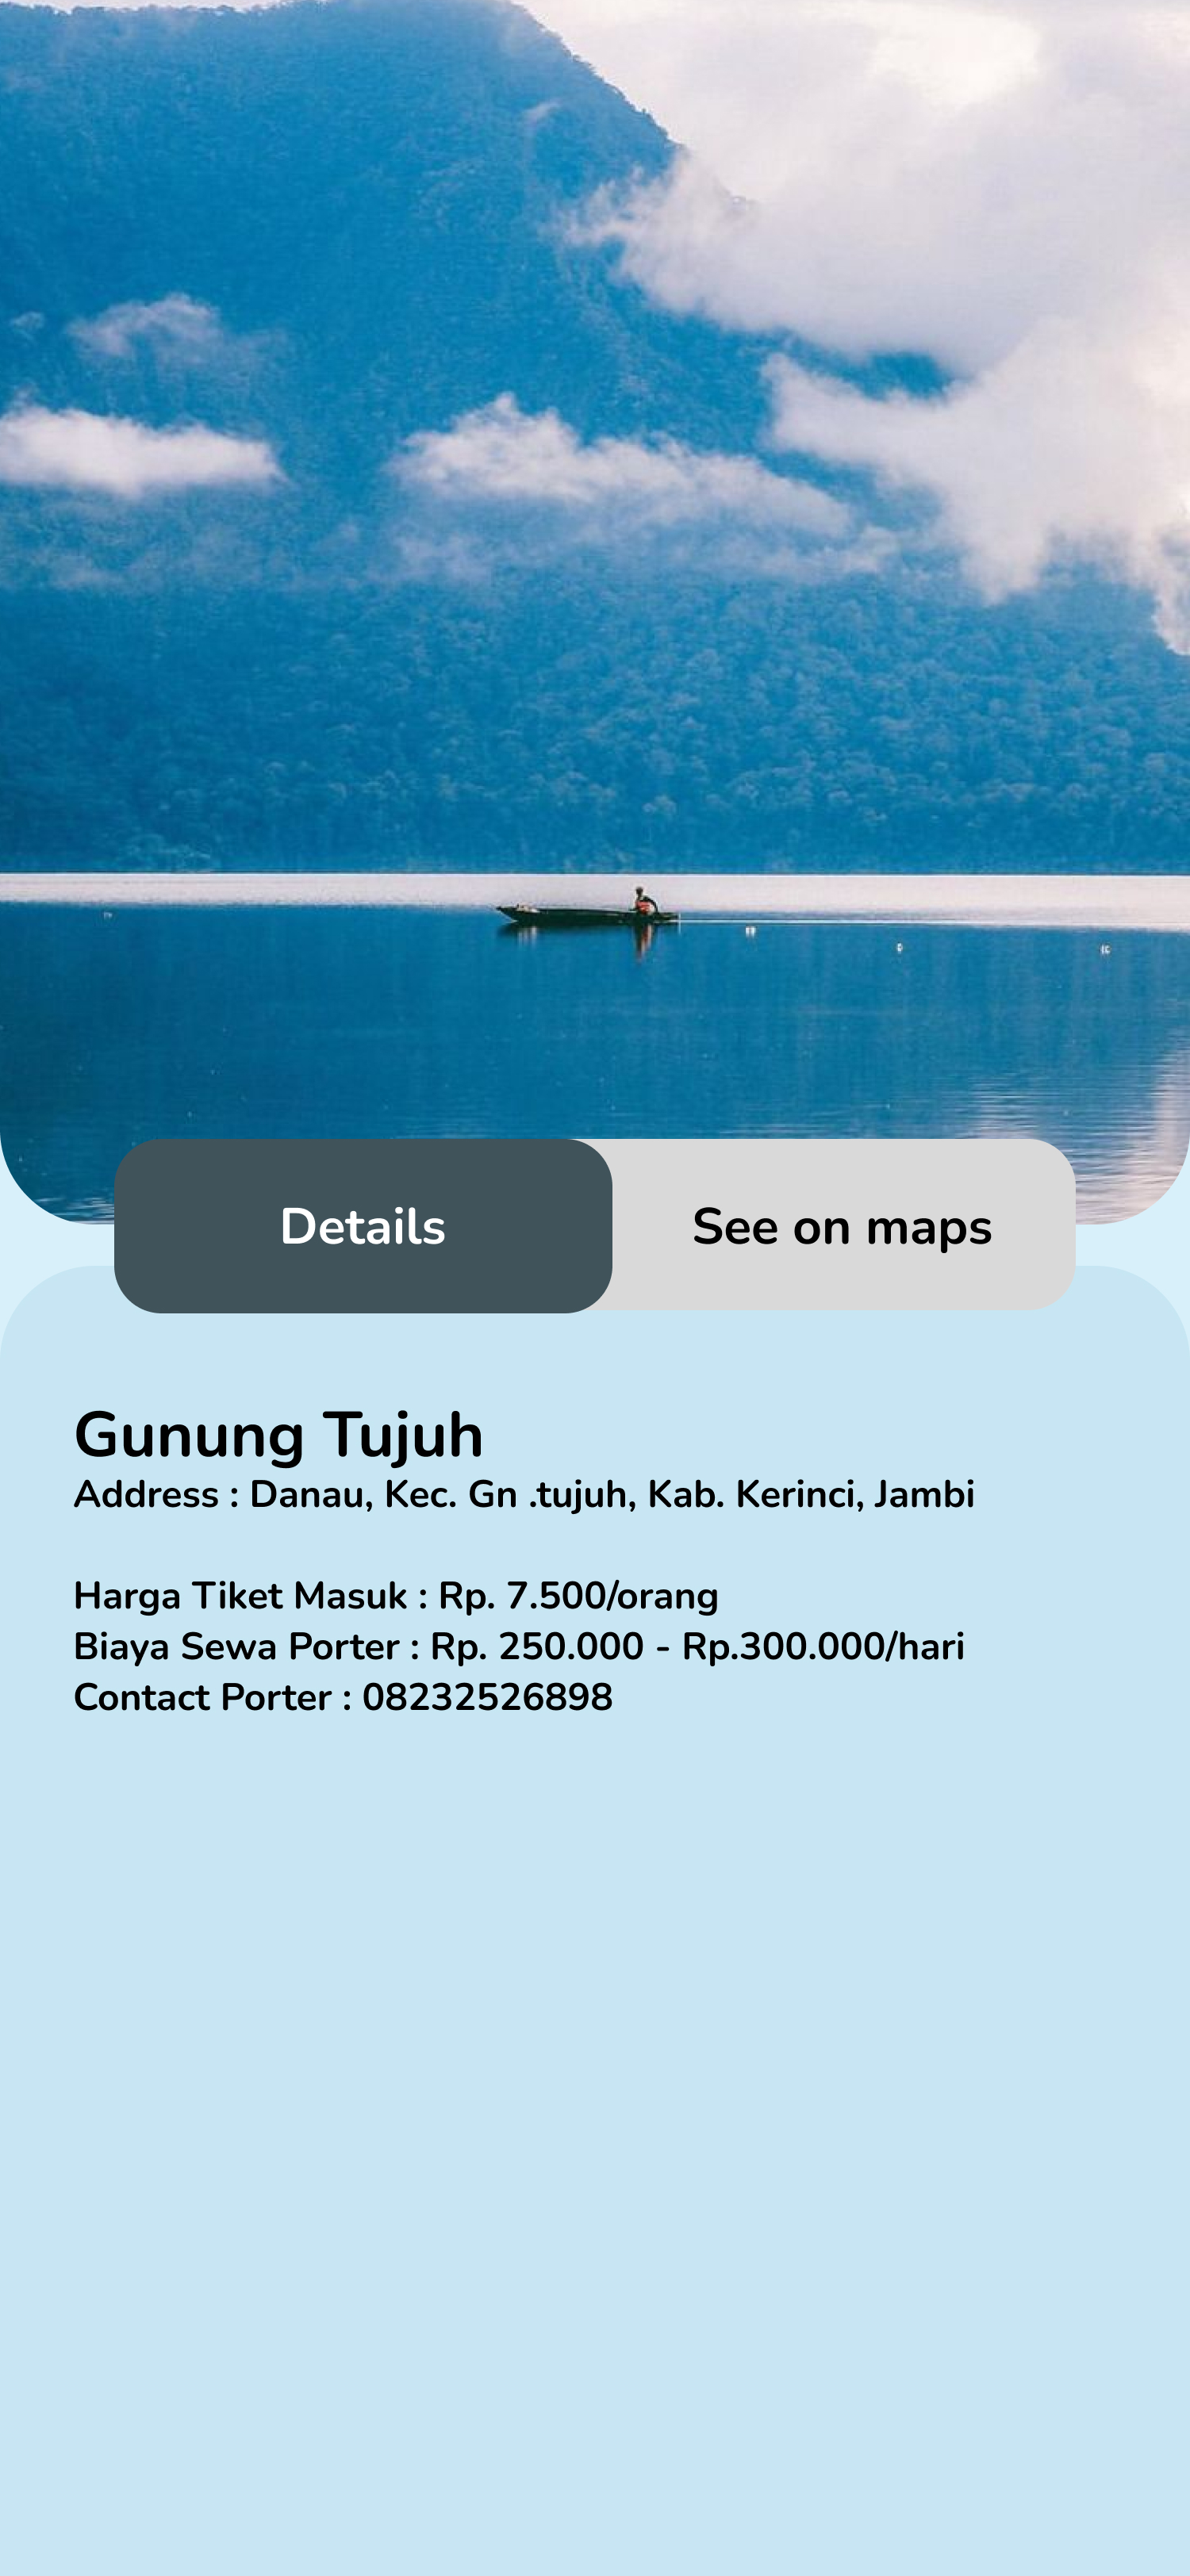 Details
See on maps
Gunung Tujuh
Address : Danau, Kec. Gn .tujuh, Kab. Kerinci, Jambi
Harga Tiket Masuk : Rp. 7.500/orang
Biaya Sewa Porter : Rp. 250.000 - Rp.300.000/hari
Contact Porter : 08232526898